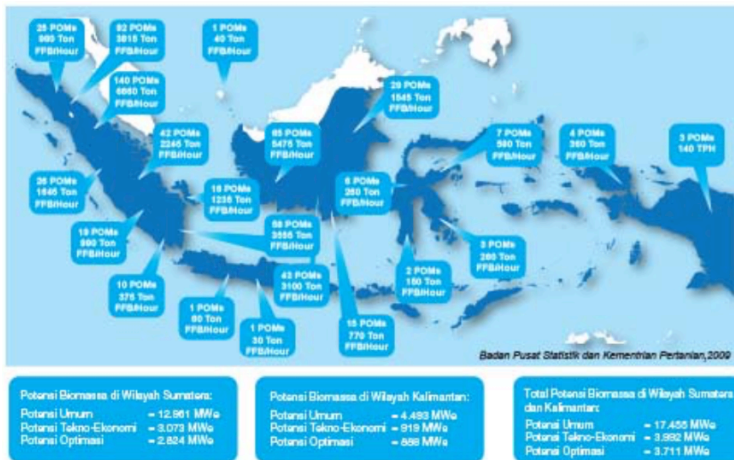 25 POMs
980 Ton
FFB/Hour
92 POMs
3815 Ton
FFB/Hour
1 POMs
40 Ton
FFB/Hour
140 POMs
6660 Ton
FFB/Hour
28 POMs
1545 Ton
FFB/Hour
42 POMs
2245 Ton
FFB/Hour
65 POMs
5475 Ton
FFB/Hour
7 POMs
590 Ton
FFB/Hour
4 POMs
360 Ton
FFB/Hour
3 POMs
140 TPH
26 POMs
1645 Ton
FFB/Hour
16 POMs
1235 Ton
FFB/Hour
6 POMs
260 Ton
FFB/Hour
19 POMs
990 Ton
FFB/Hour
58 POMs
3555 Ton
FFB/Hour
3 POMs
Ton
FFB/Hour
10 POMs
375 Ton
FFB/Hour
43 POMs
3100 Ton
FFB/Hour
2 POMs
150 Ton
FFB/Hour
1 POMs
60 Ton
FFB/Hour
1 POMs
30 Ton
FFB/Hour
15 POMs
770 Ton
FFB/Hour
Badan Pusat Statistik dan Kementrian Pertanian,2009
Potensi Biomassa di Wilayah Sumatera:
Potensi Umum = 12.961 MWe
Potensi Tekno-Ekonomi = 3.073 MWe
Potensi Optimasi = 2.824 MWe
Potensi Biomassa di Wilayah Kalimantan:
Potensi Umum = 4.493 MWe
Potensi Tekno-Ekonomi = 919 MWe
Potensi Optimasi = MWe
Total Potensi Biomassa di Wilayah Sumatera
dan Kalimantan:
Potensi Umum = 17.455 MWe
Potensi Tekno-Ekonomi = 3.992 MWe
Potensi Optimasi = 3.711 MWe